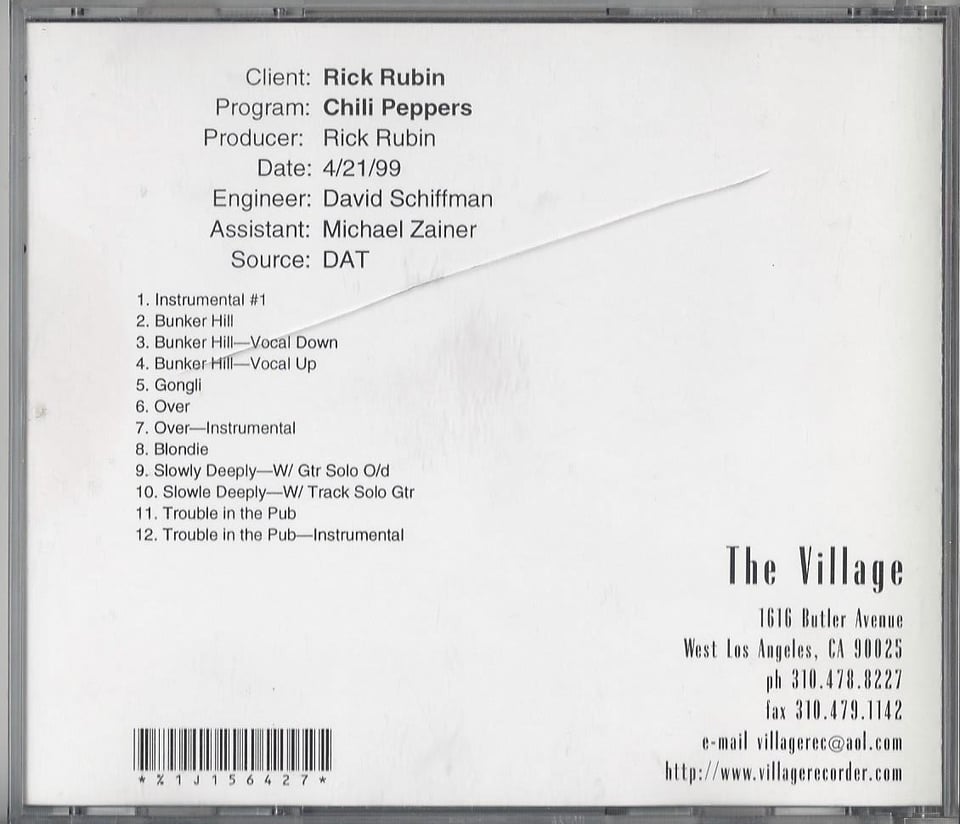 Client: Rick Rubin
Program: Chili Peppers
Producer: Rick Rubin
Date: 4/21/99
Engineer: David Schiffman
Assistant: Michael Zainer
Source: DAT
1. Instrumental #1
2. Bunker Hill
3. Bunker Hill—Vocal Down
4. Bunker Hill—Vocal Up
5. Gongli
6. Over
7. Over—Instrumental
8. Blondie
9. Slowly Deeply—W/ Gtr Solo O/d
10. Slowle Deeply—W/ Track Solo Gtr
11. Trouble in the Pub
12. Trouble in the Pub—Instrumental
The Village
1616 Butler Avenue
West Los Angeles, CA 90025
ph 310.478.8227
fax 310.479.1142
e-mail villagerec@aol.com
http://www.villagerecorder.com
*%1J156427*